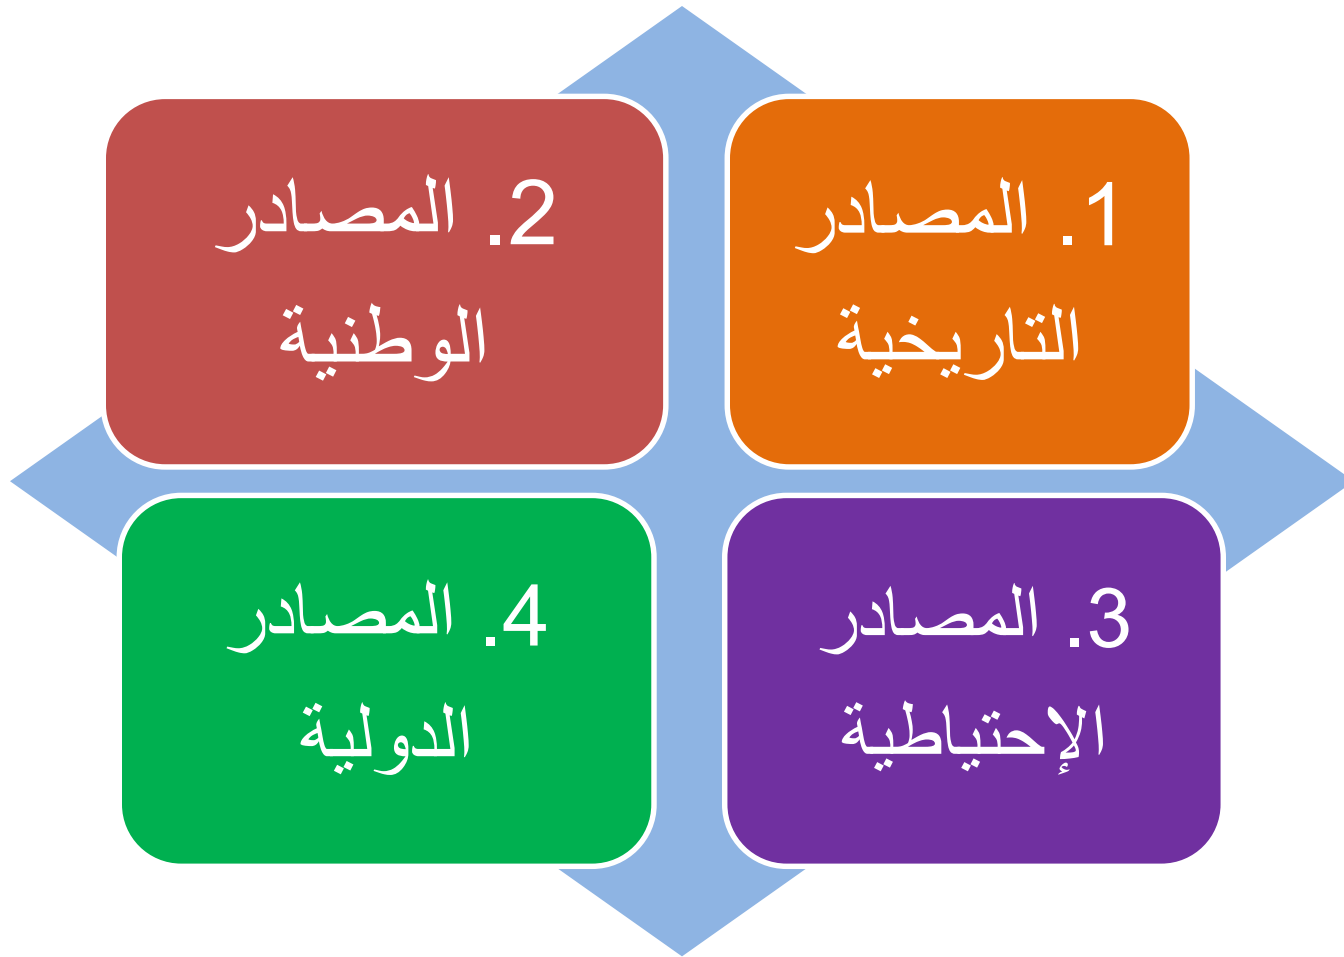 1. المصادر
التاريخية
2. المصادر
الوطنية
3. المصادر
الإحتياطية
4. المصادر
الدولية